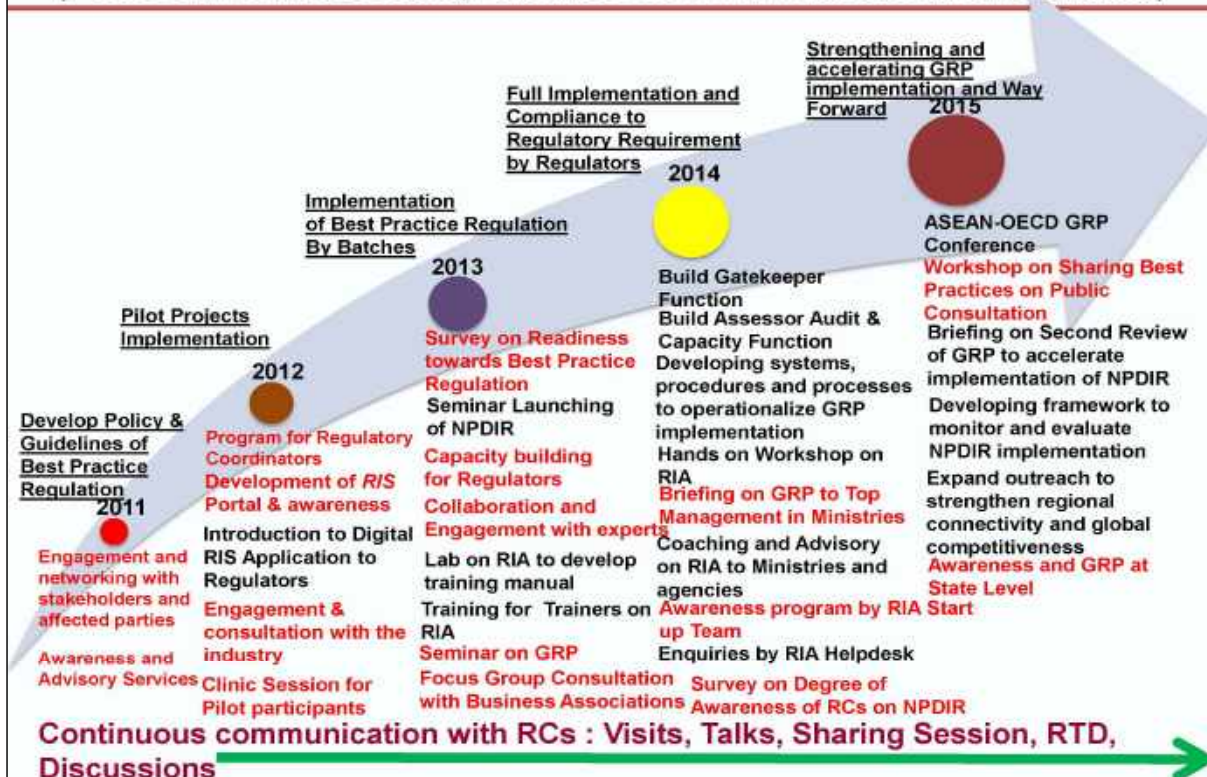 Develop Policy &
Guidelines of
Best Practice
Regulation
2011
Engagement and
networking with
stakeholders and
affected parties
Awareness and
Advisory Services
Pilot Projects
Implementation
2012
Program for Regulatory
Coordinators
Development of RIS
Portal & awareness
Introduction to Digital
RIS Application to
Regulators
Engagement &
consultation with the
industry
Clinic Session for
Pilot participants
Implementation
of Best Practice Regulation
By Batches
2013
Survey on Readiness
towards Best Practice
Regulation
Seminar Launching
of NPDIR
Capacity building
for Regulators
Collaboration and
Engagement with experts
Lab on RIA to develop
training manual
Training for Trainers on
RIA
Seminar on GRP
Focus Group Consultation
with Business Associations
Full Implementation and
Compliance to
Regulatory Requirement
by Regulators
2014
Build Gatekeeper
Function
Build Assessor Audit &
Capacity Function
Developing systems,
procedures and processes
to operationalize GRP
implementation
Hands on Workshop on
RIA
Briefing on GRP to Top
Management in Ministries
Coaching and Advisory
on RIA to Ministries and
agencies
Awareness program by RIA Start
up Team
Enquiries by RIA Helpdesk
Survey on Degree of
Awareness of RCs on NPDIR
Strengthening and
accelerating GRP
implementation and Way
Forward
2015
ASEAN-OECD GRP
Conference
Workshop on Sharing Best
Practices on Public
Consultation
Briefing on Second Review
of GRP to accelerate
implementation of NPDIR
Developing framework to
monitor and evaluate
NPDIR implementation
Expand outreach to
strengthen regional
connectivity and global
competitiveness
Awareness and GRP at
State Level
Continuous communication with RCs : Visits, Talks, Sharing Session, RTD,
Discussions